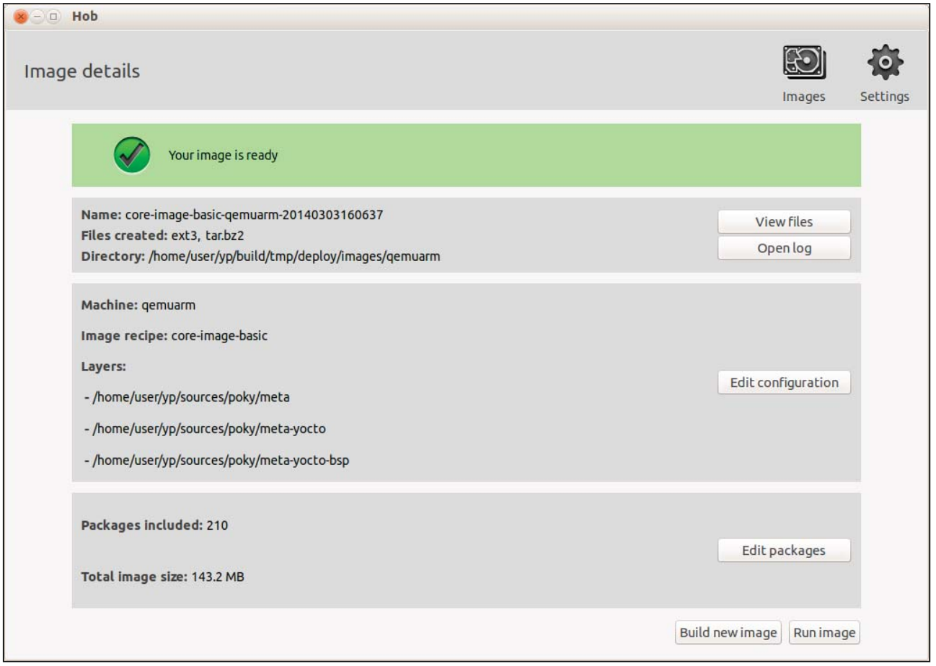 Hob
Image details
Images
Settings
Your image is ready
Name: core-image-basic-qemuarm-20140303160637
Files created: ext3, tar.bz2
Directory: /home/user/yp/build/tmp/deploy/images/qemuarm
View files
Open log
Machine: qemuarm
Image recipe: core-image-basic
Layers:
- /home/user/yp/sources/poky/meta
- /home/user/yp/sources/poky/meta-yocto
- /home/user/yp/sources/poky/meta-yocto-bsp
Edit configuration
Packages included: 210
Total image size: 143.2 MB
Edit packages
Build new image
Run image